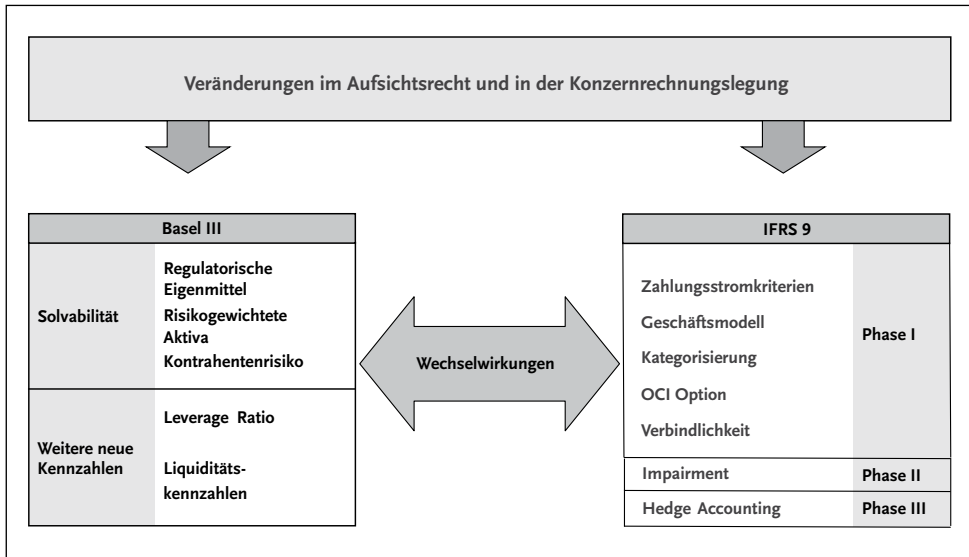 Veränderungen im Aufsichtsrecht und in der Konzernrechnungslegung
Basel III
Solvabilität
Regulatorische
Eigenmittel
Risikogewichtete
Aktiva
Kontrahentenrisiko
Weitere neue
Kennzahlen
Leverage Ratio
Liquiditäts-
kennzahlen
Wechselwirkungen
IFRS 9
Zahlungsstromkriterien
Geschäftsmodell
Kategorisierung
OCI Option
Verbindlichkeit
Phase I
Impairment
Phase II
Hedge Accounting
Phase III